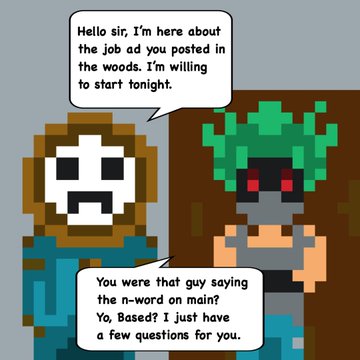 Hello sir, I'm here about
the job ad you posted in
the woods. I'm willing
to start tonight.
You were that guy saying
the n-word on main?
Yo, Based? I just have
a few questions for you.